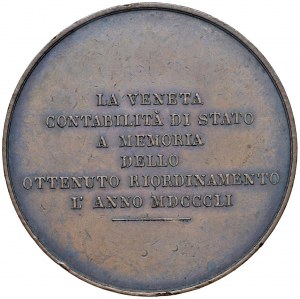 LA VENETA
CONTABILITÀ DI STATO
A MEMORIA
DELLO
OTTENUTO RIORDINAMENTO
L' ANNO MDCCCLI